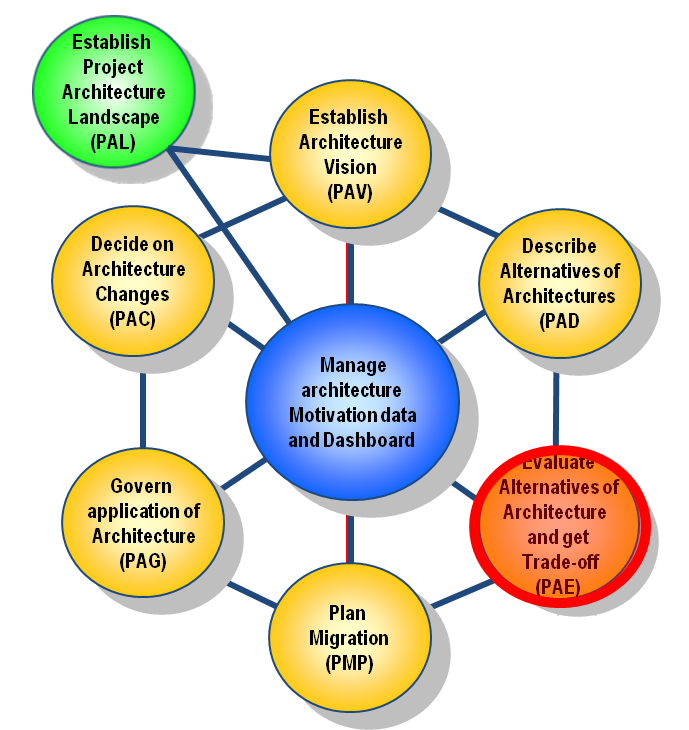 Establish
Project
Architecture
Landscape
(PAL)
Establish
Architecture
Vision
(PAV)
Decide on
Architecture
Changes
(PAC)
Describe
Alternatives of
Architectures
(PAD
Manage
architecture
Motivation data
and Dashboard
Govern
application of
Architecture
(PAG)
Evaluate
Alternatives of
Architecture
and get
Trade-off
(PAE)
Plan
Migration
(PMP)